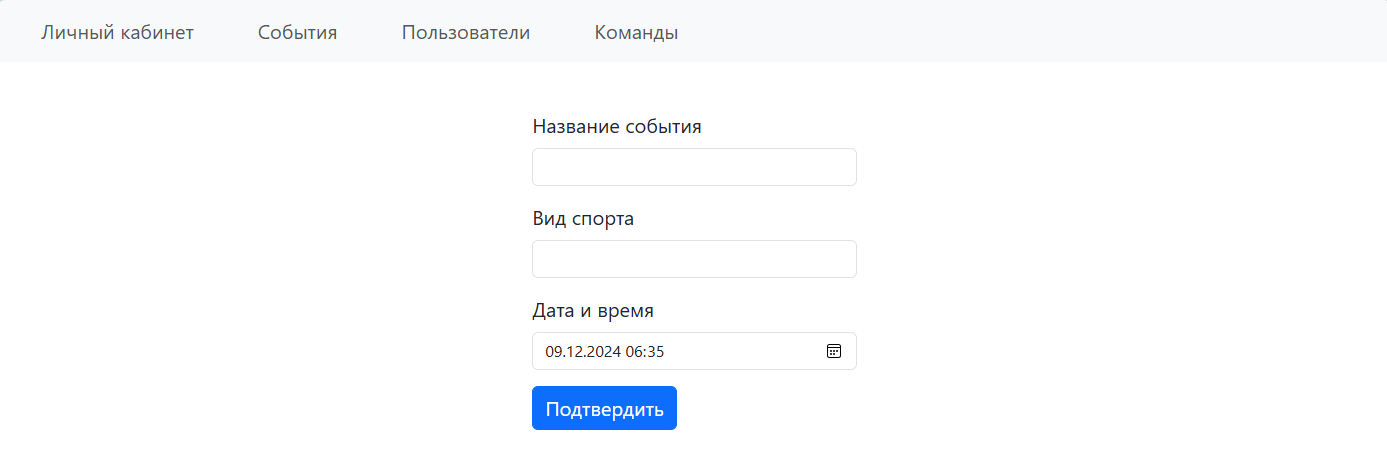 Личный кабинет События Пользователи Команды
Название события
Вид спорта
Дата и время
09.12.2024 06:35
Подтвердить